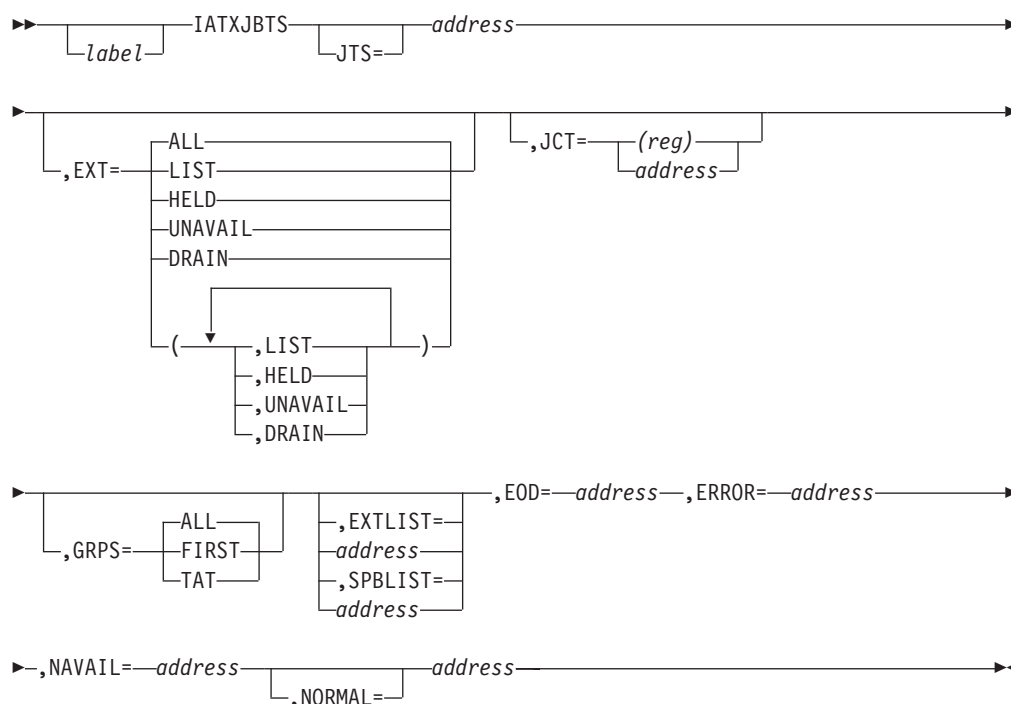 IATXJBTS address
label JTS=
ALL ,JCT= (reg)
,EXT= LIST address
HELD
UNAVAIL
DRAIN
( ,LIST )
,HELD
,UNAVAIL
,DRAIN
,EOD= address ,ERROR= address
ALL ,EXTLIST=
,GRPS= FIRST address
TAT ,SPBLIST=
address
,NAVAIL= address address
,NORMAL=